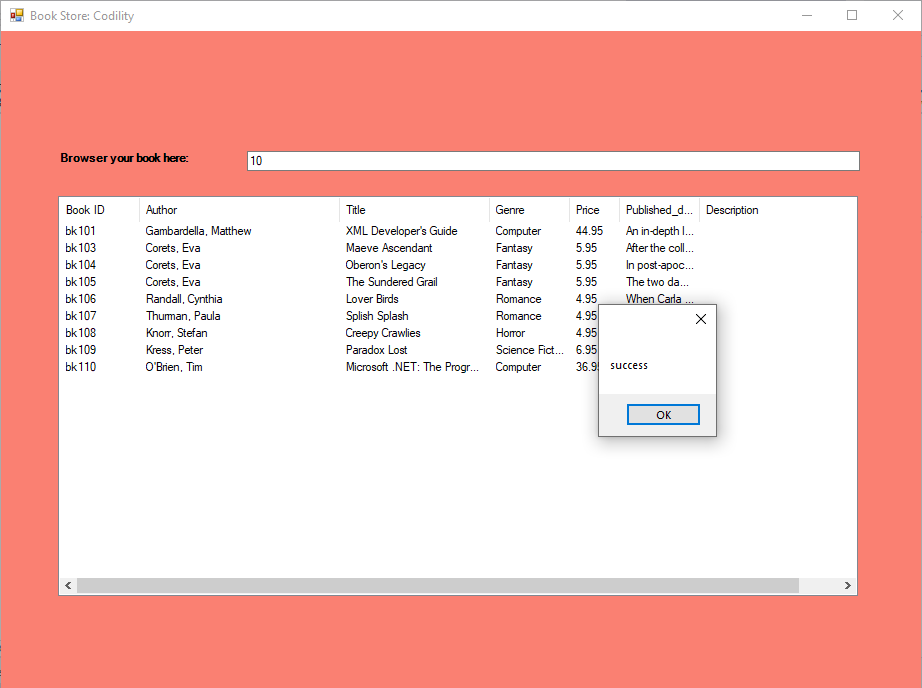 Book Store: Codility
Browser your book here:
10
Book ID Author Title Genre Price Published_d... Description
bk101 Gambardella, Matthew XML Developer's Guide Computer 44.95 An in-depth l...
bk103 Corets, Eva Maeve Ascendant Fantasy 5.95 After the coll...
bk104 Corets, Eva Oberon's Legacy Fantasy 5.95 In post-apoc...
bk105 Corets, Eva The Sundered Grail Fantasy 5.95 The two da...
bk106 Randall, Cynthia Lover Birds Romance 4.95 When Carla ...
bk107 Thurman, Paula Splish Splash Romance 4.95
bk108 Knorr, Stefan Creepy Crawlies Horror 4.95
bk109 Kress, Peter Paradox Lost Science Fict... 6.95
bk110 O'Brien, Tim Microsoft .NET: The Progr... Computer 36.9
success
OK